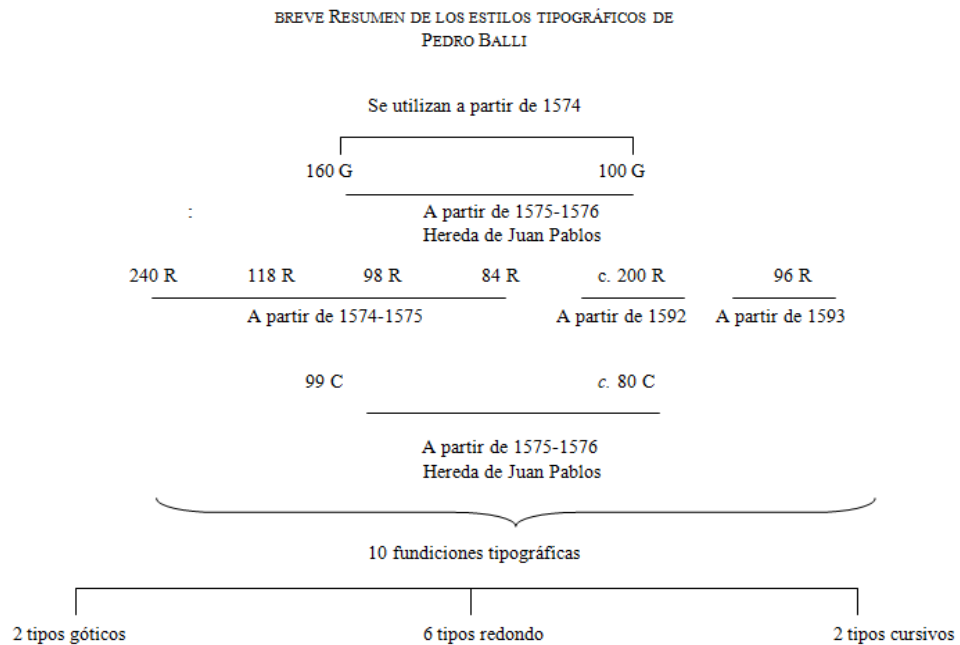 BREVE RESUMEN DE LOS ESTILOS TIPOGRÁFICOS DE
PEDRO BALLI
Se utilizan a partir de 1574
160 G 100 G
: A partir de 1575-1576
Hereda de Juan Pablos
240 R 118 R 98 R 84 R c. 200 R 96 R
A partir de 1574-1575 A partir de 1592 A partir de 1593
99 C c. 80 C
A partir de 1575-1576
Hereda de Juan Pablos
10 fundiciones tipográficas
2 tipos góticos 6 tipos redondo 2 tipos cursivos